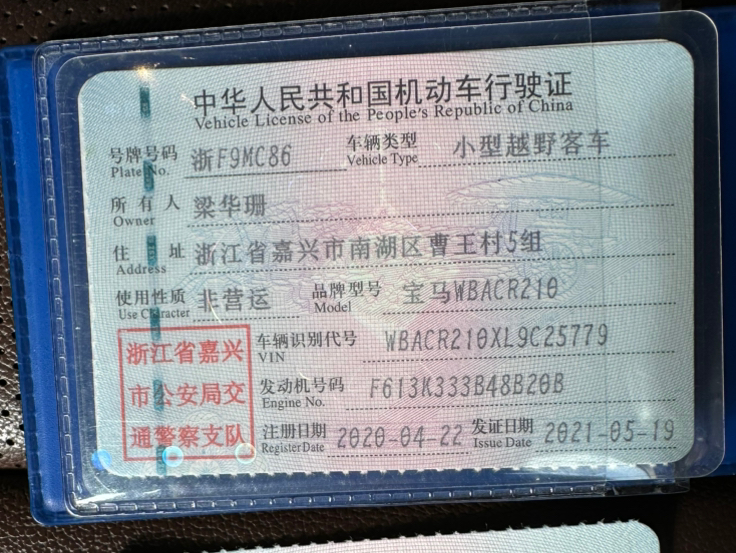 中华人民共和国机动车行驶证
Vehicle License of the People's Republic of China
号牌号码 浙F9MC86 车辆类型 小型越野客车
Plate No. Vehicle Type
所有人 梁华珊
Owner
住址 浙江省嘉兴市南湖区曹王村5组
Address
使用性质 非营运 品牌型号 宝马WBACR210
Use Character Model
浙江省嘉兴
市公安局交
通警察支队
车辆识别代号 WBACR210XL9C25779
VIN
发动机号码 F613K333B48B20B
Engine No.
注册日期 2020-04-22 发证日期 2021-05-19
Register Date Issue Date